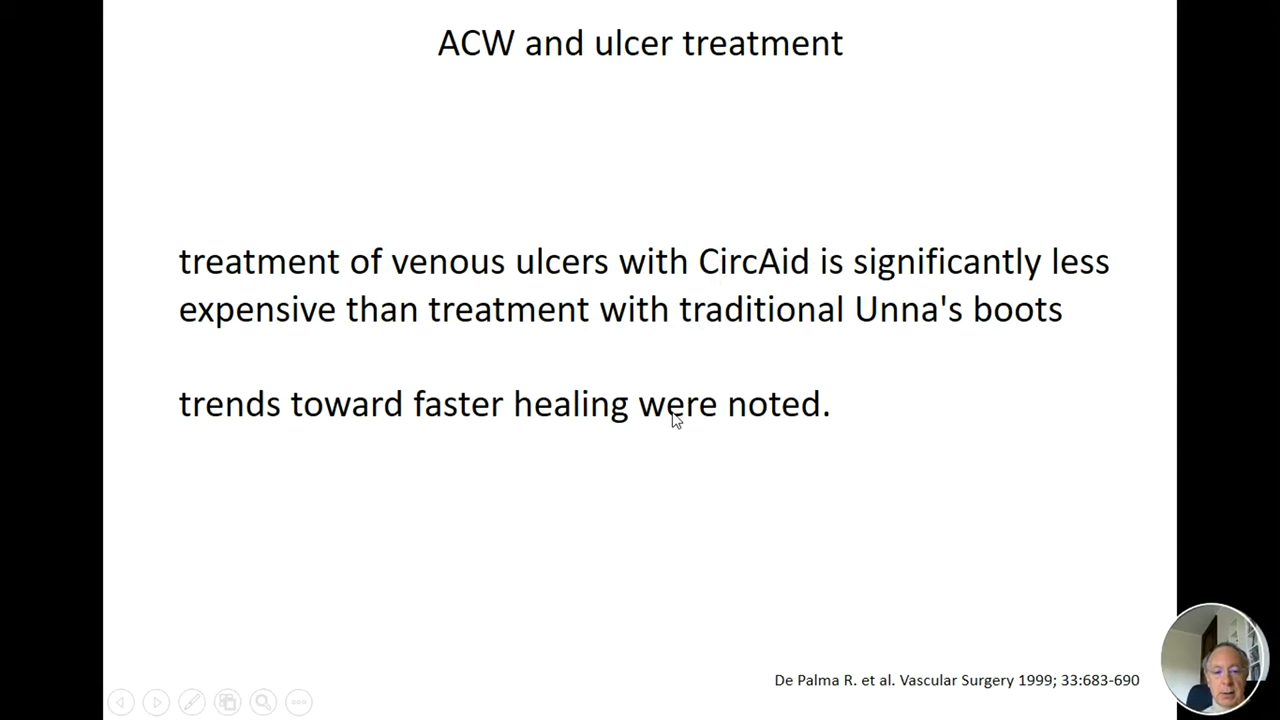 ACW and ulcer treatment
treatment of venous ulcers with CircAid is significantly less
expensive than treatment with traditional Unna's boots
trends toward faster healing were noted.
De Palma R. et al. Vascular Surgery 1999; 33:683-690